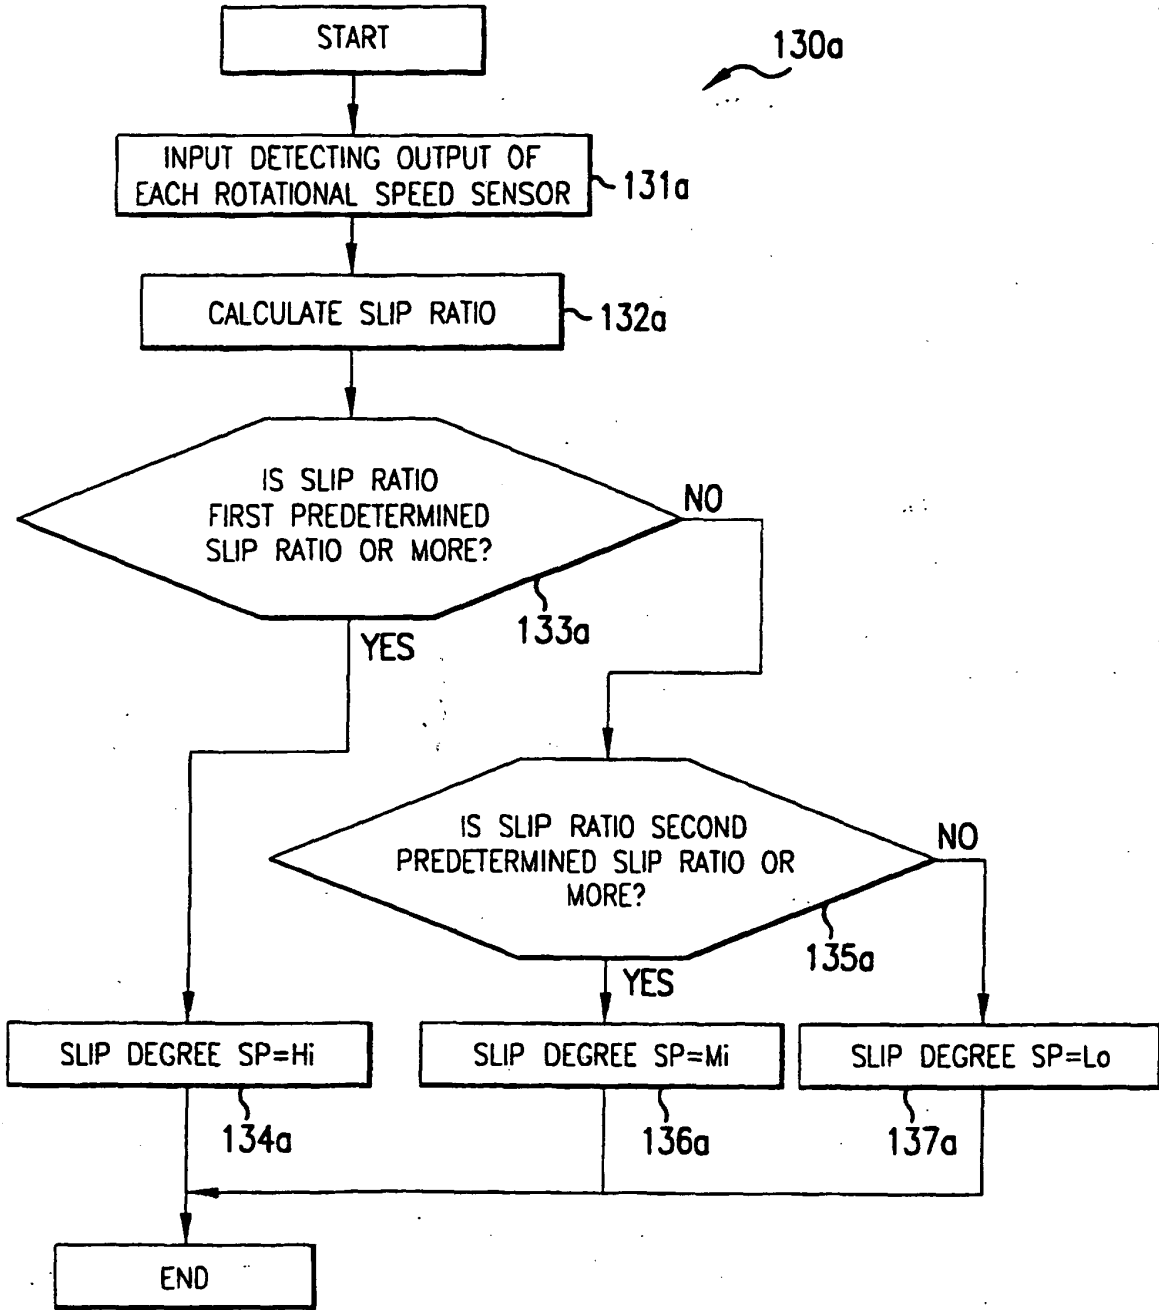 START
130a
INPUT DETECTING OUTPUT OF
EACH ROTATIONAL SPEED SENSOR
131a
CALCULATE SLIP RATIO
132a
IS SLIP RATIO
FIRST PREDETERMINED
SLIP RATIO OR MORE?
NO
133a
YES
IS SLIP RATIO SECOND
PREDETERMINED SLIP RATIO OR
MORE?
NO
135a
YES
SLIP DEGREE SP=Hi
SLIP DEGREE SP=Mi
SLIP DEGREE SP=Lo
134a
136a
137a
END